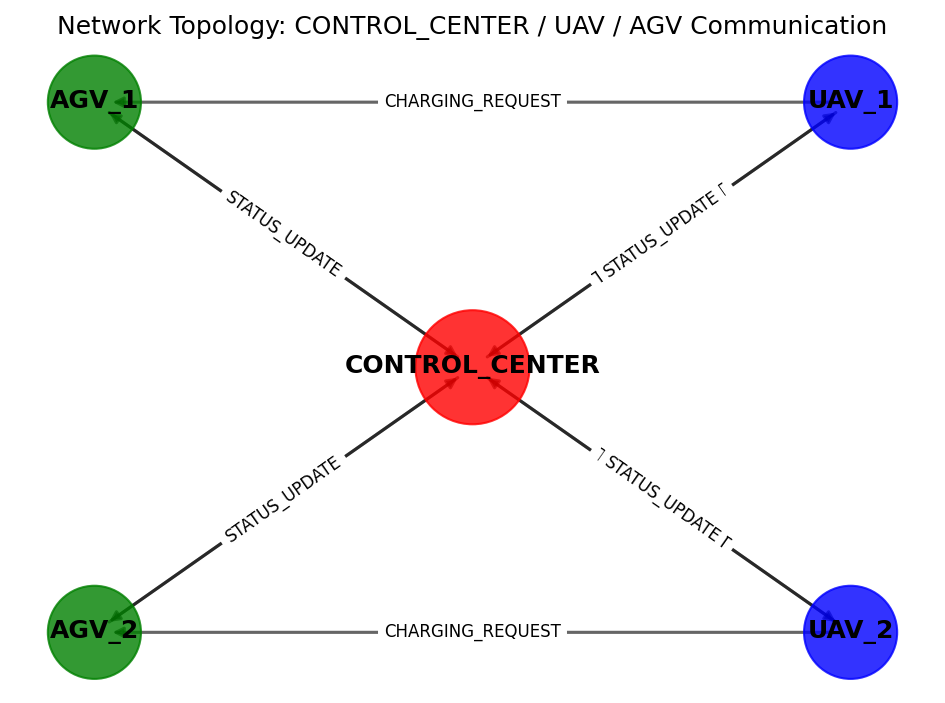 Network Topology: CONTROL_CENTER / UAV / AGV Communication
AGV_1
CHARGING_REQUEST
UAV_1
STATUS_UPDATE
STATUS_UPDATE
CONTROL_CENTER
STATUS_UPDATE
STATUS_UPDATE
AGV_2
CHARGING_REQUEST
UAV_2